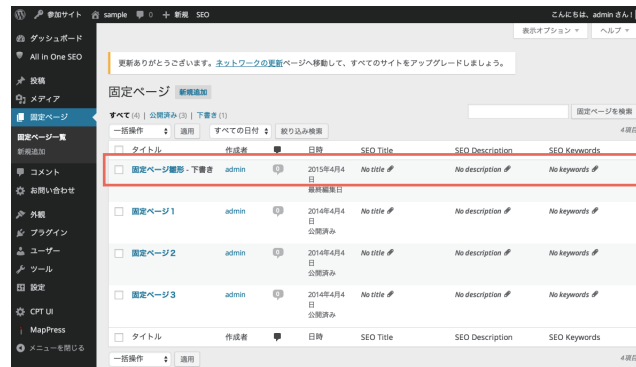 参加サイト sample 0 + 新規 SEO こんにちは、admin さん!
ダッシュボード
All in One SEO
投稿
メディア
固定ページ
固定ページ一覧
新規追加
コメント
お問い合わせ
外観
プラグイン
ユーザー
ツール
設定
CPT UI
MapPress
メニューを閉じる
表示オプション ▼ ヘルプ ▼
更新ありがとうございます。ネットワークの更新ページへ移動して、すべてのサイトをアップグレードしましょう。
固定ページ 新規追加
すべて (4) | 公開済み (3) | 下書き (1)
固定ページを検索
一括操作 適用 すべての日付 絞り込み検索 4項目
タイトル 作成者 日時 SEO Title SEO Description SEO Keywords
固定ページ雛形 - 下書き admin 0 2015年4月4 No title No description No keywords
日
最終編集日
固定ページ 1 admin 0 2014年4月4 No title No description No keywords
日
公開済み
固定ページ 2 admin 0 2014年4月4 No title No description No keywords
日
公開済み
固定ページ 3 admin 0 2014年4月4 No title No description No keywords
日
公開済み
タイトル 作成者 日時 SEO Title SEO Description SEO Keywords
一括操作 適用 4項目